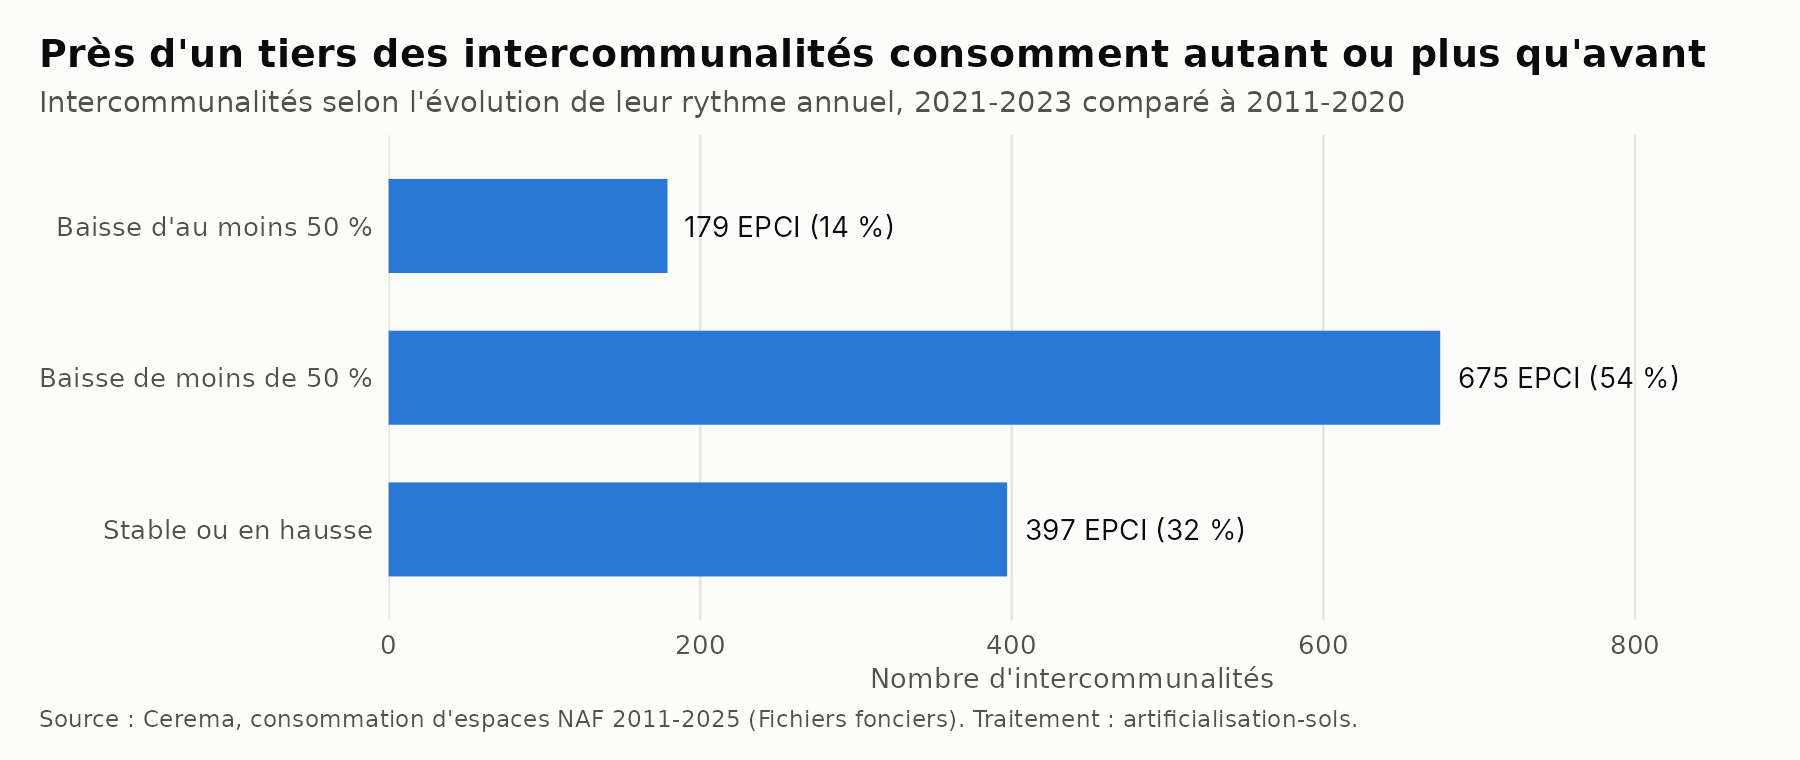 Près d'un tiers des intercommunalités consomment autant ou plus qu'avant
Intercommunalités selon l'évolution de leur rythme annuel, 2021-2023 comparé à 2011-2020
Baisse d'au moins 50 % 179 EPCI (14 %)
Baisse de moins de 50 % 675 EPCI (54 %)
Stable ou en hausse 397 EPCI (32 %)
0 200 400 600 800
Nombre d'intercommunalités
Source : Cerema, consommation d'espaces NAF 2011-2025 (Fichiers fonciers). Traitement : artificialisation-sols.